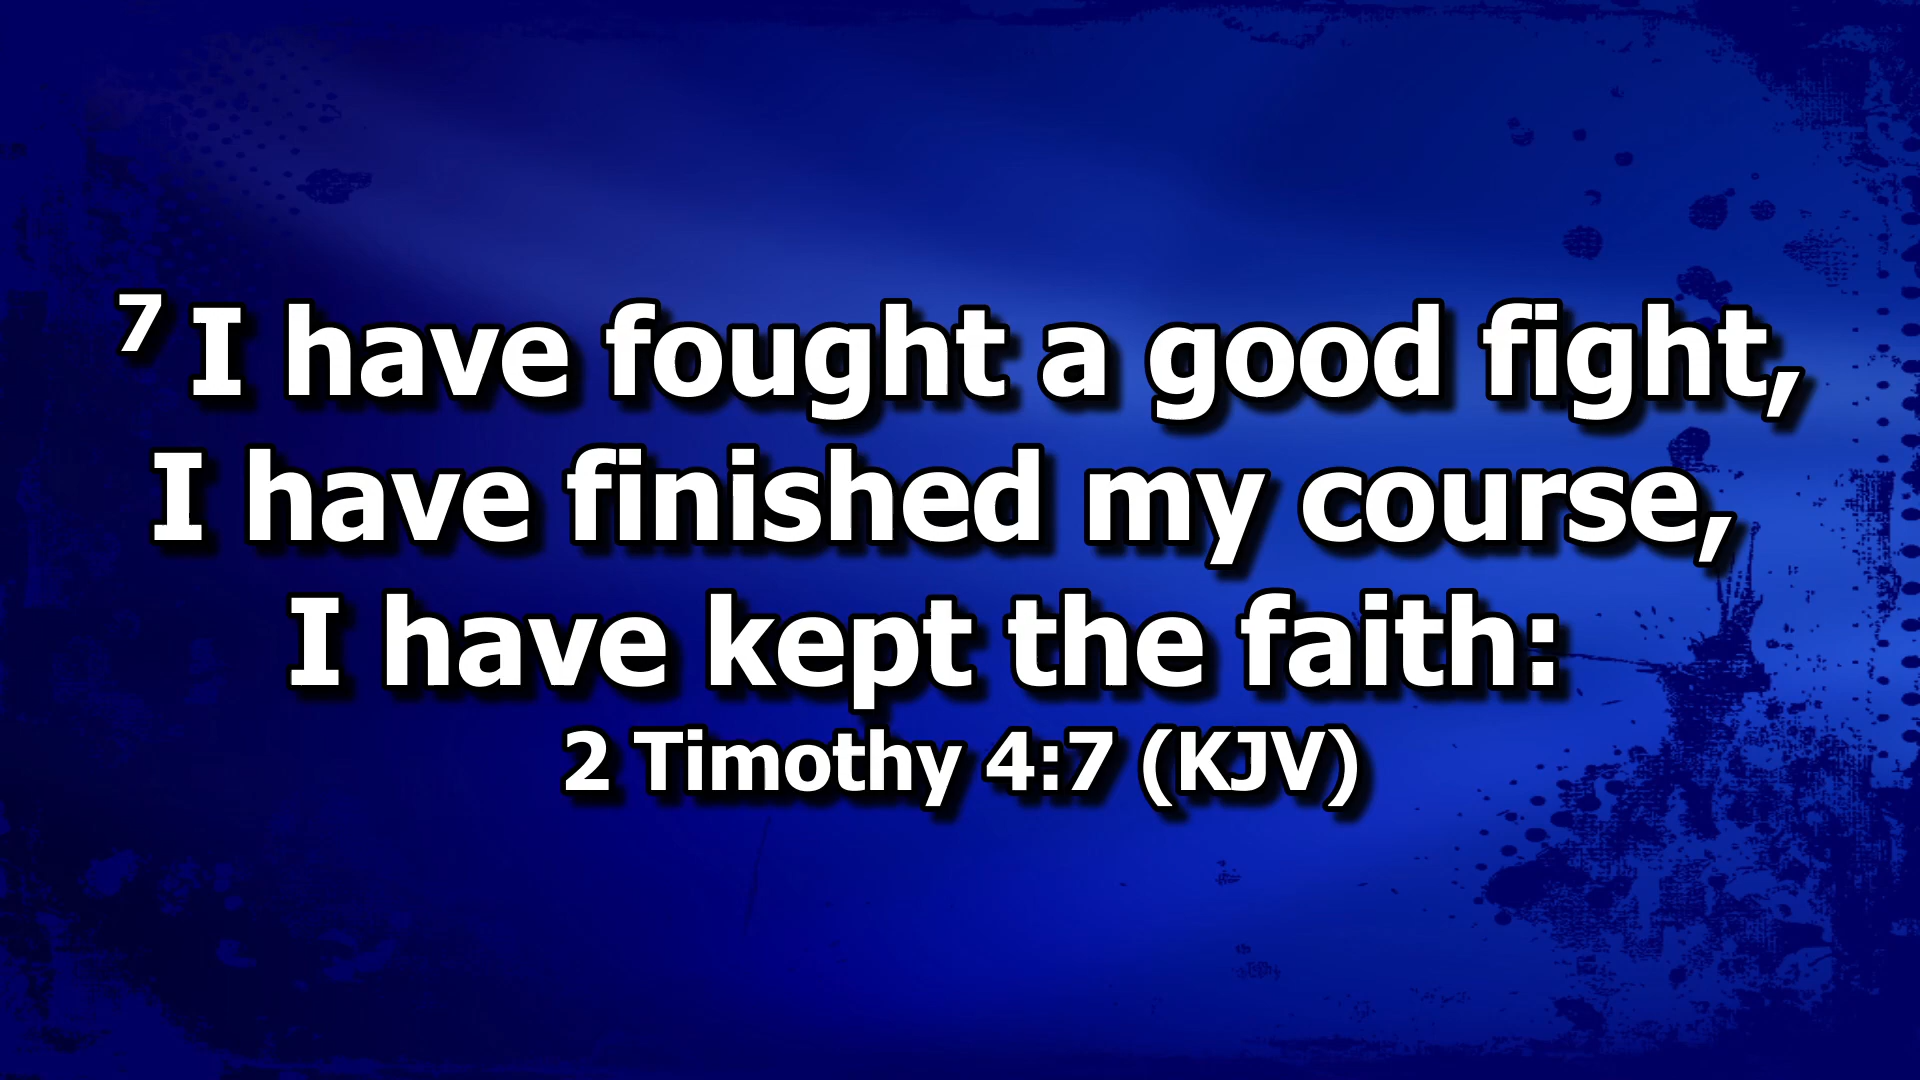 7 I have fought a good fight,
I have finished my course,
I have kept the faith:
2 Timothy 4:7 (KJV)